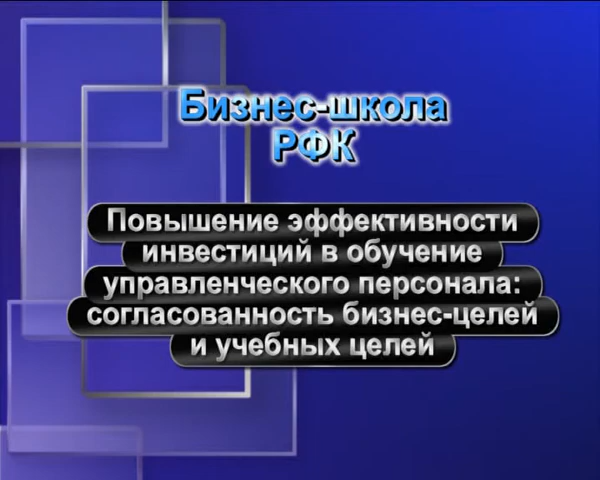 Бизнес-школа
РФК
Повышение эффективности
инвестиций в обучение
управленческого персонала:
согласованность бизнес-целей
и учебных целей